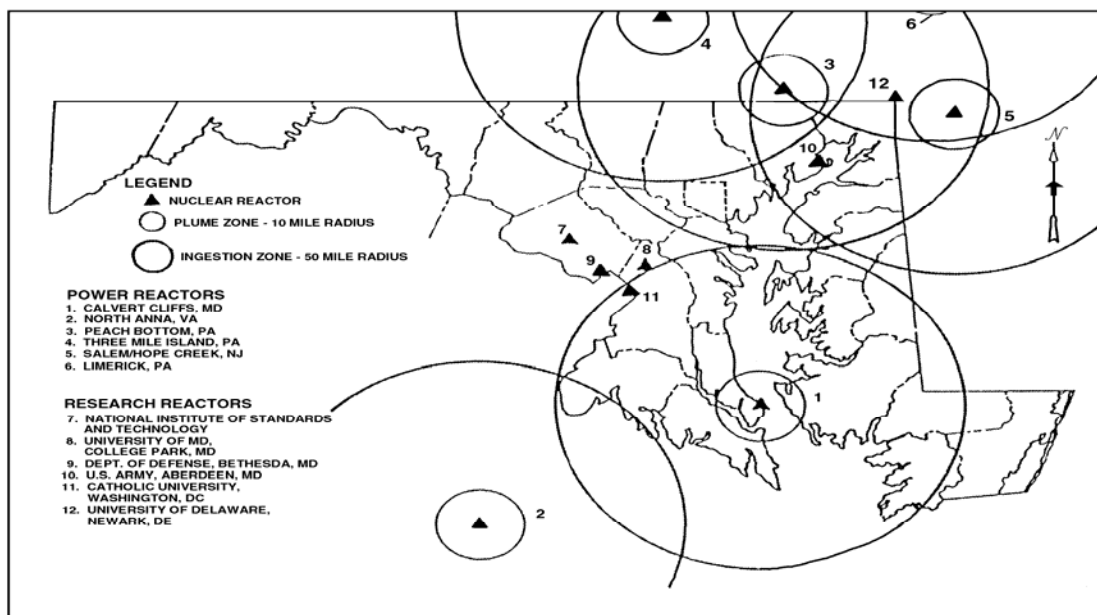 4
6
3
12
5
10
N
LEGEND
NUCLEAR REACTOR
PLUME ZONE - 10 MILE RADIUS
INGESTION ZONE - 50 MILE RADIUS
7
8
9
11
POWER REACTORS
1. CALVERT CLIFFS, MD
2. NORTH ANNA, VA
3. PEACH BOTTOM, PA
4. THREE MILE ISLAND, PA
5. SALEM/HOPE CREEK, NJ
6. LIMERICK, PA
RESEARCH REACTORS
7. NATIONAL INSTITUTE OF STANDARDS
AND TECHNOLOGY
8. UNIVERSITY OF MD,
COLLEGE PARK, MD
9. DEPT. OF DEFENSE, BETHESDA, MD
10. U.S. ARMY, ABERDEEN, MD
11. CATHOLIC UNIVERSITY,
WASHINGTON, DC
12. UNIVERSITY OF DELAWARE,
NEWARK, DE
1
2